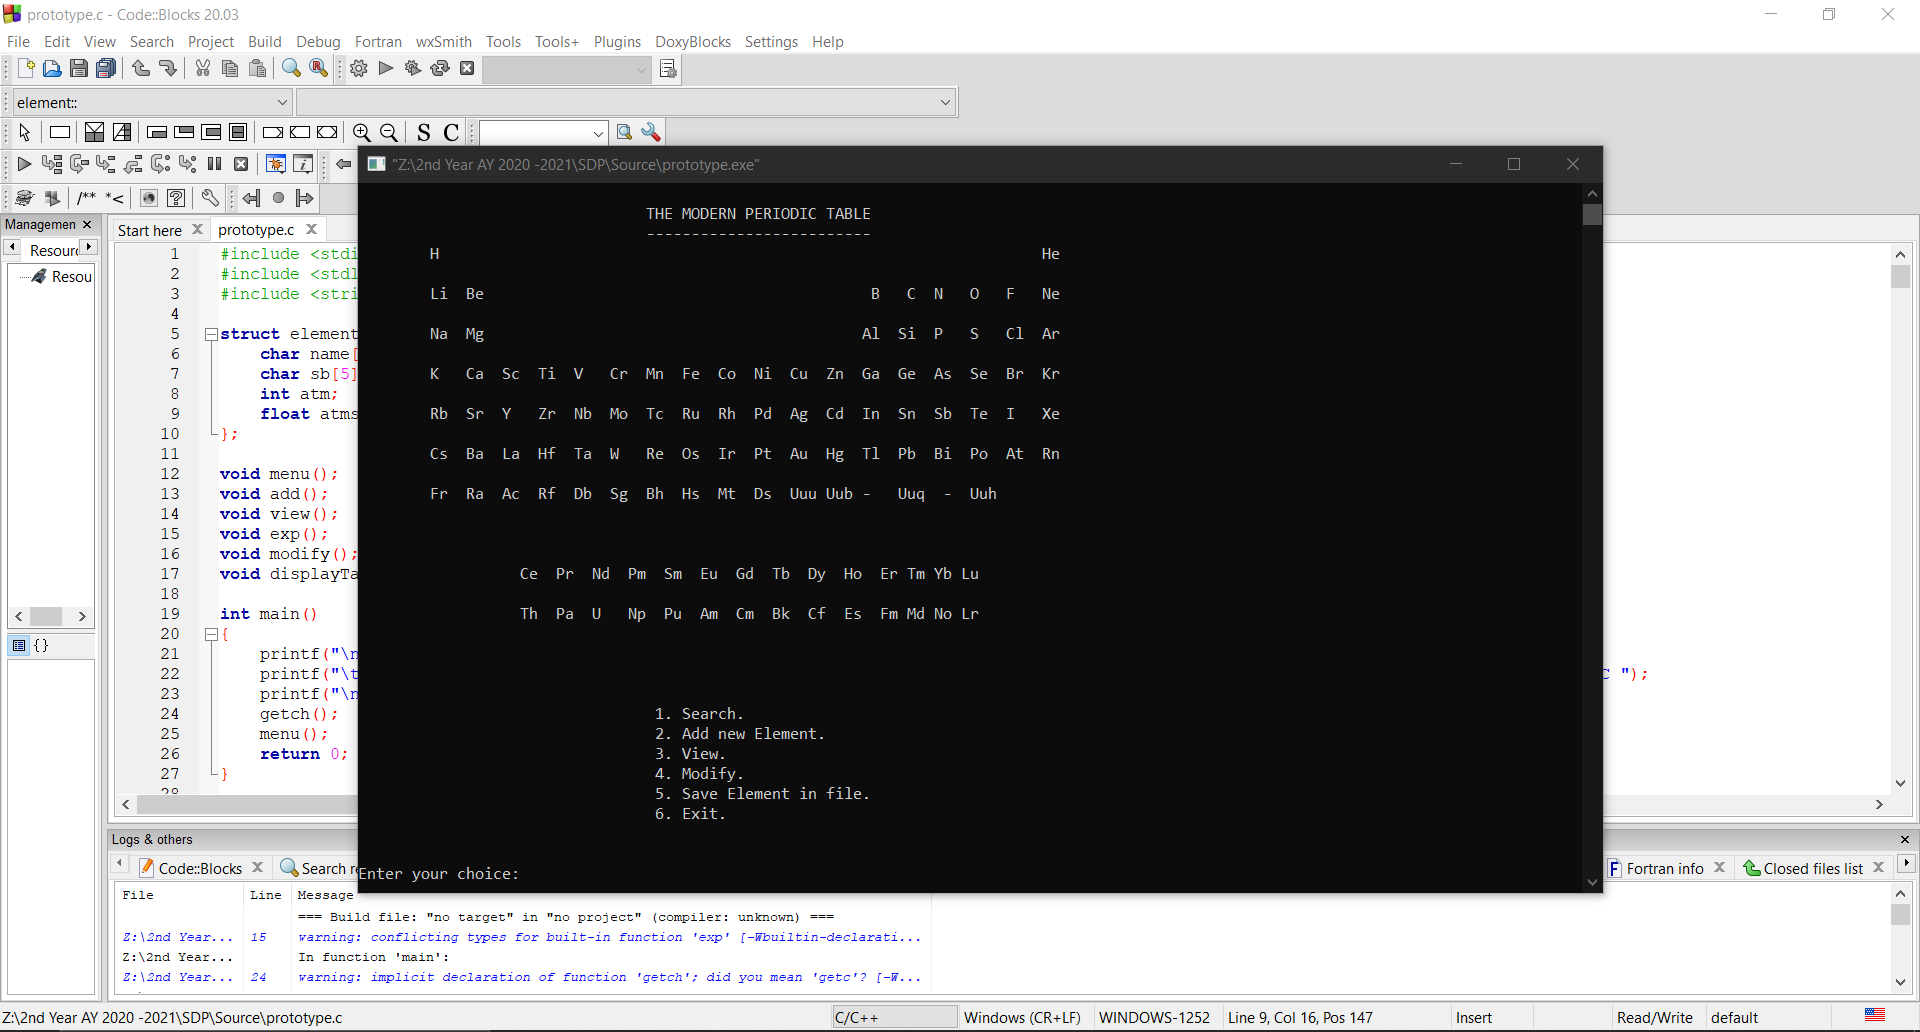 prototype.c - Code::Blocks 20.03
File Edit View Search Project Build Debug Fortran wxSmith Tools Tools+ Plugins DoxyBlocks Settings Help
element::
S C
/** *<
Managemen
Resour
Resou
{}
Start here prototype.c
1 #include <stdi
2 #include <stdl
3 #include <stri
4
5 struct element
6 char name[
7 char sb[5]
8 int atm;
9 float atms
10 };
11
12 void menu();
13 void add();
14 void view();
15 void exp();
16 void modify();
17 void displayTa
18
19 int main()
20 {
21 printf("\n
22 printf("\t C ");
23 printf("\n
24 getch();
25 menu();
26 return 0;
27 }
28
"Z:\2nd Year AY 2020 -2021\SDP\Source\prototype.exe"
THE MODERN PERIODIC TABLE
-------------------------
H He
Li Be B C N O F Ne
Na Mg Al Si P S Cl Ar
K Ca Sc Ti V Cr Mn Fe Co Ni Cu Zn Ga Ge As Se Br Kr
Rb Sr Y Zr Nb Mo Tc Ru Rh Pd Ag Cd In Sn Sb Te I Xe
Cs Ba La Hf Ta W Re Os Ir Pt Au Hg Tl Pb Bi Po At Rn
Fr Ra Ac Rf Db Sg Bh Hs Mt Ds Uuu Uub - Uuq - Uuh
Ce Pr Nd Pm Sm Eu Gd Tb Dy Ho Er Tm Yb Lu
Th Pa U Np Pu Am Cm Bk Cf Es Fm Md No Lr
1. Search.
2. Add new Element.
3. View.
4. Modify.
5. Save Element in file.
6. Exit.
Enter your choice:
Logs & others
Code::Blocks Search re Fortran info Closed files list
File Line Message
=== Build file: "no target" in "no project" (compiler: unknown) ===
Z:\2nd Year... 15 warning: conflicting types for built-in function 'exp' [-Wbuiltin-declarati...
Z:\2nd Year... In function 'main':
Z:\2nd Year... 24 warning: implicit declaration of function 'getch'; did you mean 'getc'? [-W...
Z:\2nd Year AY 2020 -2021\SDP\Source\prototype.c C/C++ Windows (CR+LF) WINDOWS-1252 Line 9, Col 16, Pos 147 Insert Read/Write default